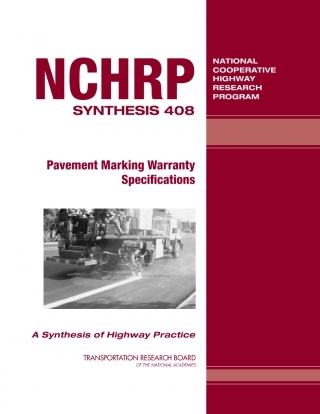 NCHRP
SYNTHESIS 408
NATIONAL
COOPERATIVE
HIGHWAY
RESEARCH
PROGRAM
Pavement Marking Warranty
Specifications
A Synthesis of Highway Practice
TRANSPORTATION RESEARCH BOARD
OF THE NATIONAL ACADEMIES